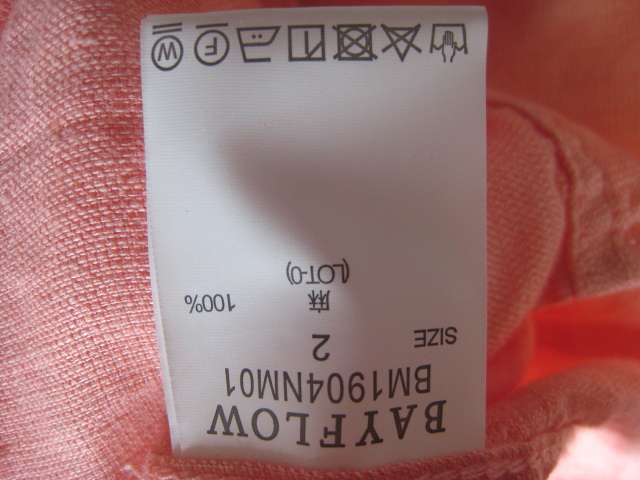 BAYFLOW
BM1904NM01
SIZE 2
麻 100%
(LOT-0)
F W